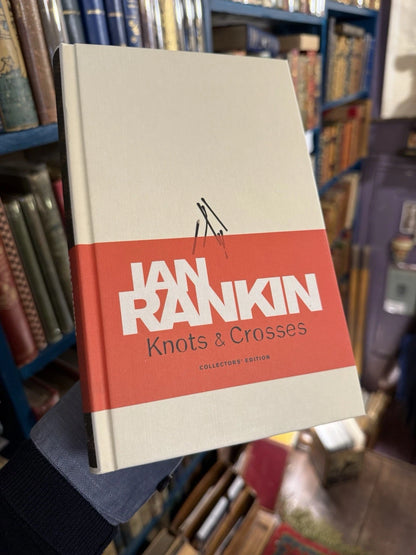 IAN
RANKIN
Knots & Crosses
COLLECTORS' EDITION